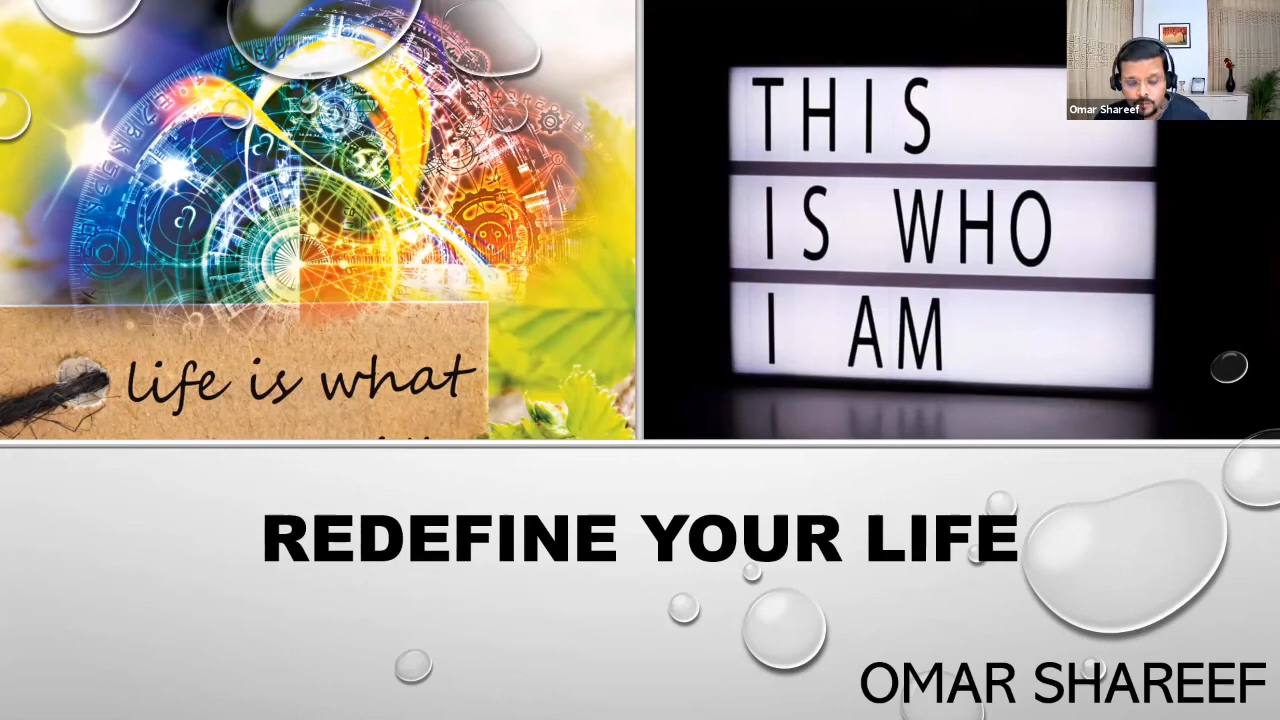 life is what
THIS
IS WHO
I AM
Omar Shareef
REDEFINE YOUR LIFE
OMAR SHAREEF